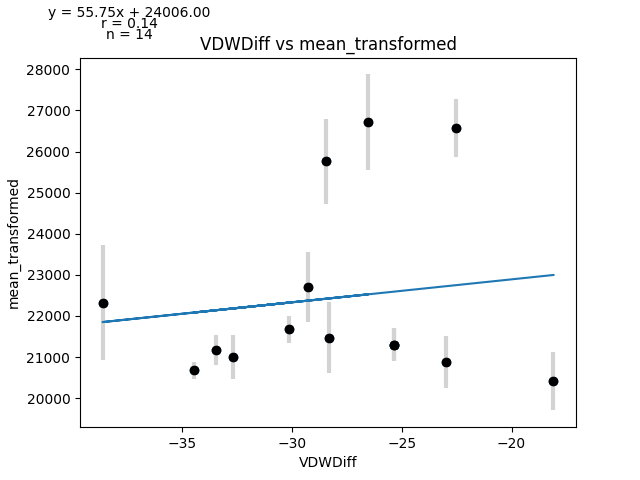 y = 55.75x + 24006.00
r = 0.14
n = 14
VDWDiff vs mean_transformed
28000
27000
26000
25000
24000
23000
22000
21000
20000
mean_transformed
−35
−30
−25
−20
VDWDiff